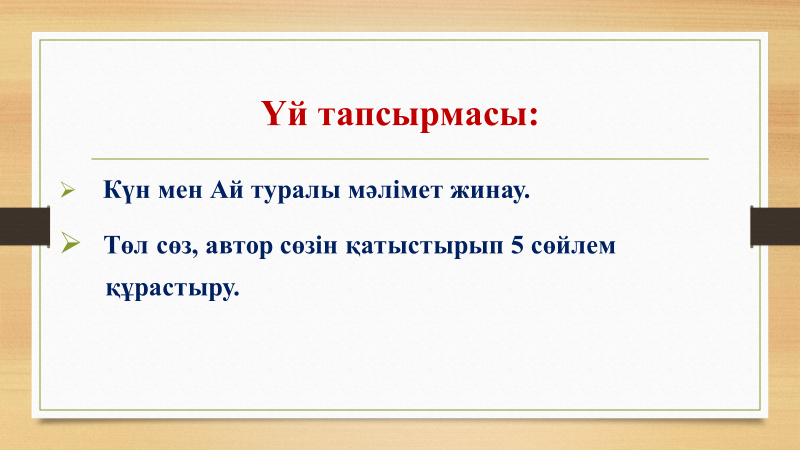 Үй тапсырмасы:
Күн мен Ай туралы мәлімет жинау.
Төл сөз, автор сөзін қатыстырып 5 сөйлем
құрастыру.